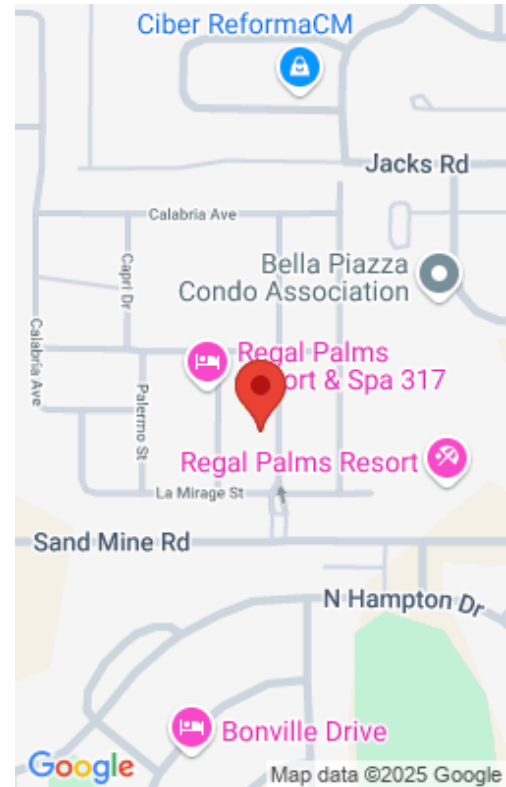 Ciber ReformaCM
Jacks Rd
Calabria Ave
Capri Dr
Bella Piazza
Condo Association
Calabria Ave
Regal Palms
ort & Spa 317
Palermo St
Regal Palms Resort
La Mirage St
Sand Mine Rd
N Hampton Dr
Bonville Drive
Google
Map data ©2025 Google